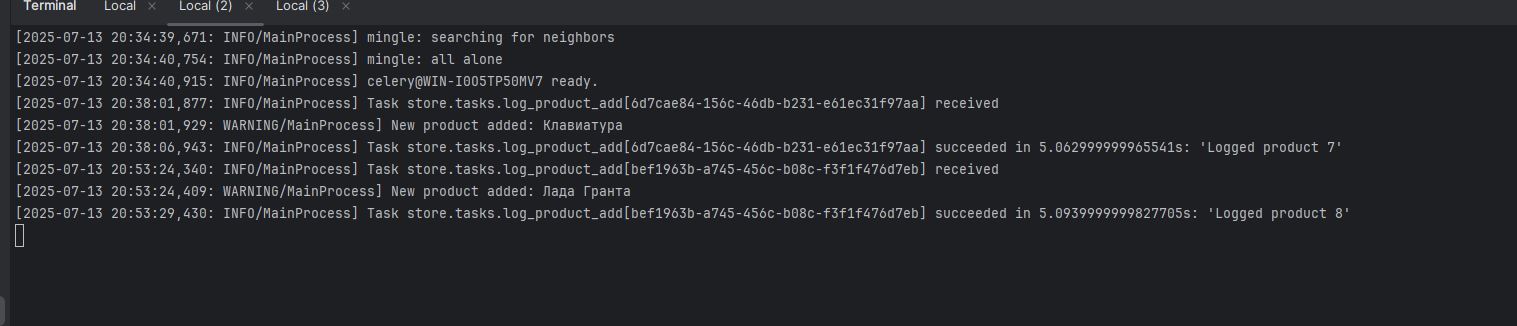 Terminal Local × Local (2) × Local (3) ×
[2025-07-13 20:34:39,671: INFO/MainProcess] mingle: searching for neighbors
[2025-07-13 20:34:40,754: INFO/MainProcess] mingle: all alone
[2025-07-13 20:34:40,915: INFO/MainProcess] celery@WIN-I0O5TP50MV7 ready.
[2025-07-13 20:38:01,877: INFO/MainProcess] Task store.tasks.log_product_add[6d7cae84-156c-46db-b231-e61ec31f97aa] received
[2025-07-13 20:38:01,929: WARNING/MainProcess] New product added: Клавиатура
[2025-07-13 20:38:06,943: INFO/MainProcess] Task store.tasks.log_product_add[6d7cae84-156c-46db-b231-e61ec31f97aa] succeeded in 5.062999999965541s: 'Logged product 7'
[2025-07-13 20:53:24,340: INFO/MainProcess] Task store.tasks.log_product_add[bef1963b-a745-456c-b08c-f3f1f476d7eb] received
[2025-07-13 20:53:24,409: WARNING/MainProcess] New product added: Лада Гранта
[2025-07-13 20:53:29,430: INFO/MainProcess] Task store.tasks.log_product_add[bef1963b-a745-456c-b08c-f3f1f476d7eb] succeeded in 5.0939999999827705s: 'Logged product 8'